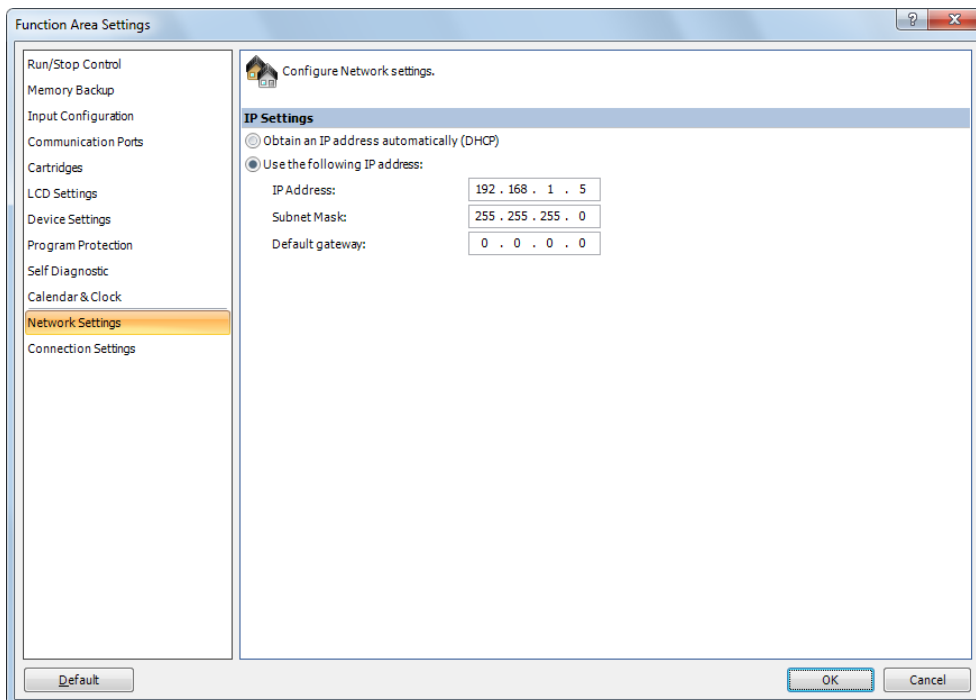 Function Area Settings
Run/Stop Control
Memory Backup
Input Configuration
Communication Ports
Cartridges
LCD Settings
Device Settings
Program Protection
Self Diagnostic
Calendar & Clock
Network Settings
Connection Settings
Configure Network settings.
IP Settings
Obtain an IP address automatically (DHCP)
Use the following IP address:
IP Address: 192 . 168 . 1 . 5
Subnet Mask: 255 . 255 . 255 . 0
Default gateway: 0 . 0 . 0 . 0
Default
OK
Cancel